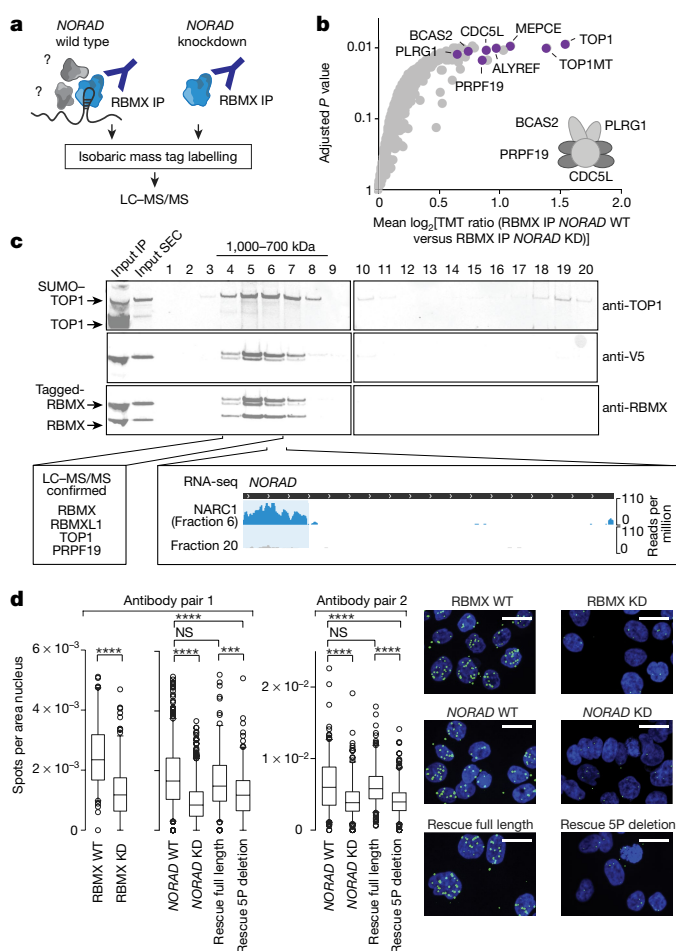 a
NORAD wild type
NORAD knockdown
?
?
RBMX IP
RBMX IP
Isobaric mass tag labelling
LC–MS/MS
b
Adjusted P value
0.01
0.1
1
0
0.5
1.0
1.5
2.0
BCAS2
CDC5L
MEPCE
TOP1
PLRG1
ALYREF
TOP1MT
PRPF19
BCAS2
PLRG1
PRPF19
CDC5L
Mean log2[TMT ratio (RBMX IP NORAD WT
versus RBMX IP NORAD KD)]
c
Input IP
Input SEC
1,000–700 kDa
1 2 3 4 5 6 7 8 9 10 11 12 13 14 15 16 17 18 19 20
SUMO–
TOP1
TOP1
anti-TOP1
anti-V5
Tagged-
RBMX
RBMX
anti-RBMX
LC–MS/MS
confirmed
RBMX
RBMXL1
TOP1
PRPF19
RNA-seq NORAD
NARC1
(Fraction 6)
Fraction 20
110
0
110
0
Reads per
million
d
Antibody pair 1
Antibody pair 2
Spots per area nucleus
6 × 10−3
4 × 10−3
2 × 10−3
0
2 × 10−2
1 × 10−2
0
****
****
NS
****
***
****
NS
****
****
RBMX WT
RBMX KD
NORAD WT
NORAD KD
Rescue full length
Rescue 5P deletion
NORAD WT
NORAD KD
Rescue full length
Rescue 5P deletion
RBMX WT
RBMX KD
NORAD WT
NORAD KD
Rescue full length
Rescue 5P deletion